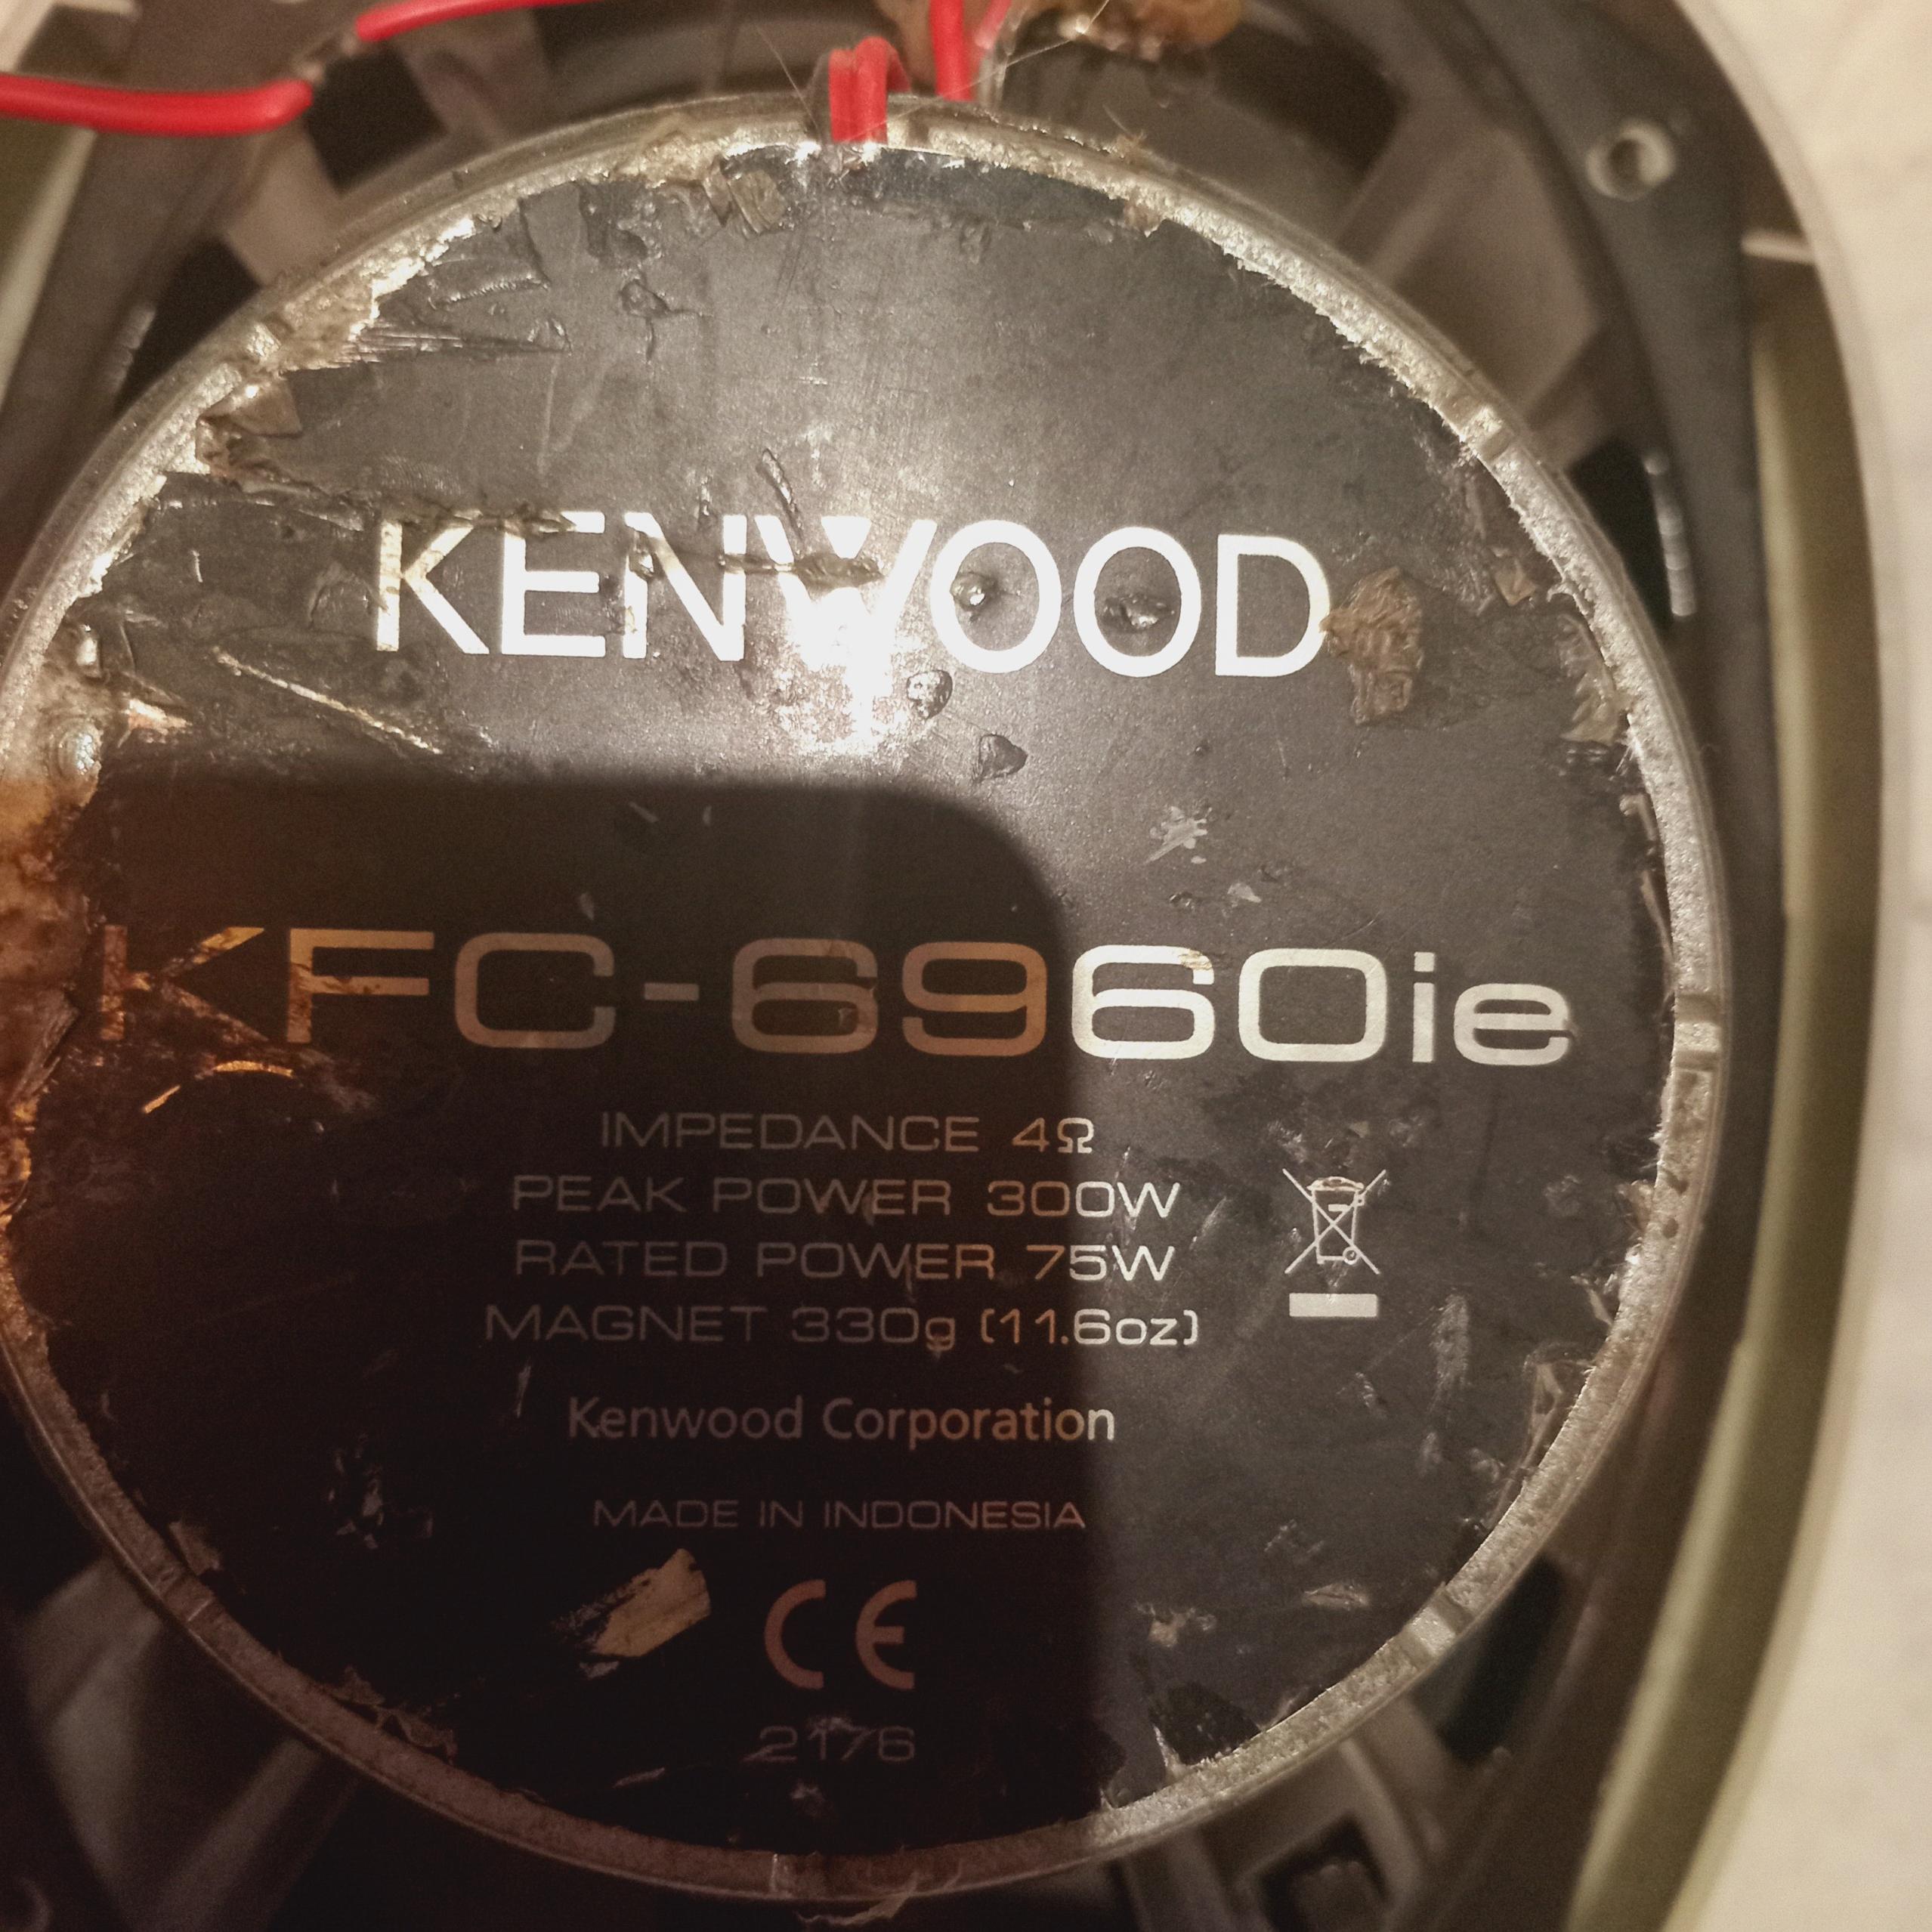 KENWOOD
KFC-6960ie
IMPEDANCE 4Ω
PEAK POWER 300W
RATED POWER 75W
MAGNET 330g (11.6oz)
Kenwood Corporation
MADE IN INDONESIA
CE
2176